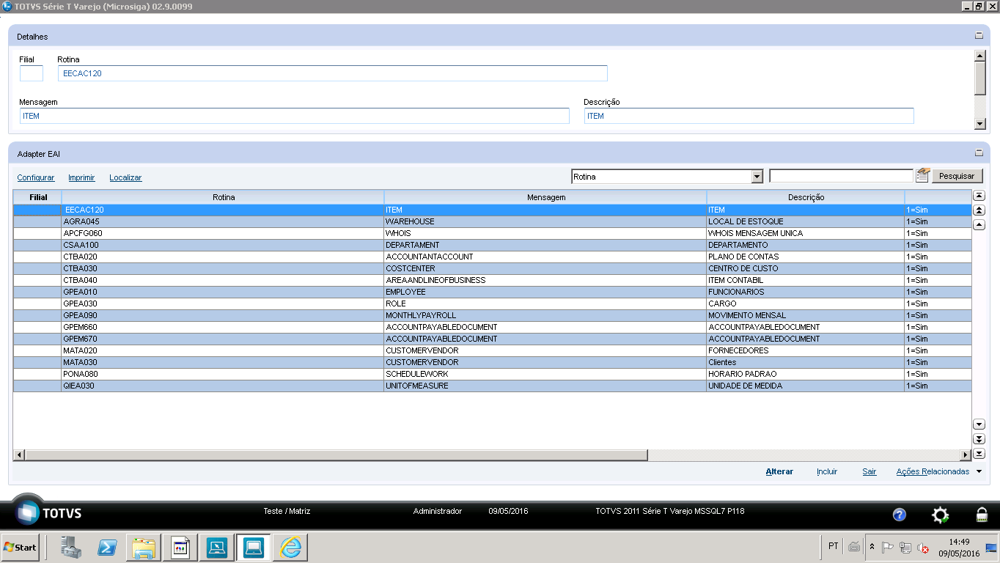 TOTVS Série T Varejo (Microsiga) 02.9.0099
Detalhes
Filial Rotina
EECAC120
Mensagem Descrição
ITEM ITEM
Adapter EAI
Configurar Imprimir Localizar Rotina Pesquisar
Filial Rotina Mensagem Descrição
EECAC120 ITEM ITEM 1=Sim
AGRA045 WAREHOUSE LOCAL DE ESTOQUE 1=Sim
APCFG060 WHOIS WHOIS MENSAGEM UNICA 1=Sim
CSAA100 DEPARTAMENT DEPARTAMENTO 1=Sim
CTBA020 ACCOUNTANTACCOUNT PLANO DE CONTAS 1=Sim
CTBA030 COSTCENTER CENTRO DE CUSTO 1=Sim
CTBA040 AREAANDLINEOFBUSINESS ITEM CONTABIL 1=Sim
GPEA010 EMPLOYEE FUNCIONARIOS 1=Sim
GPEA030 ROLE CARGO 1=Sim
GPEA090 MONTHLYPAYROLL MOVIMENTO MENSAL 1=Sim
GPEM660 ACCOUNTPAYABLEDOCUMENT ACCOUNTPAYABLEDOCUMENT 1=Sim
GPEM670 ACCOUNTPAYABLEDOCUMENT ACCOUNTPAYABLEDOCUMENT 1=Sim
MATA020 CUSTOMERVENDOR FORNECEDORES 1=Sim
MATA030 CUSTOMERVENDOR Clientes 1=Sim
PONA080 SCHEDULEWORK HORARIO PADRAO 1=Sim
QIEA030 UNITOFMEASURE UNIDADE DE MEDIDA 1=Sim
Alterar Incluir Sair Ações Relacionadas
TOTVS Teste / Matriz Administrador 09/05/2016 TOTVS 2011 Série T Varejo MSSQL7 P118
Start PT 14:49
09/05/2016